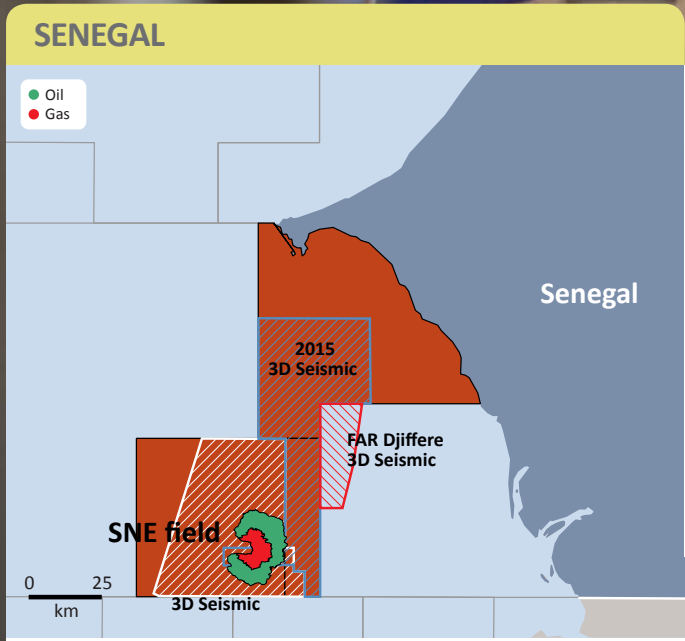 SENEGAL
Oil
Gas
Senegal
2015
3D Seismic
FAR Djiffere
3D Seismic
SNE field
0 25
km
3D Seismic